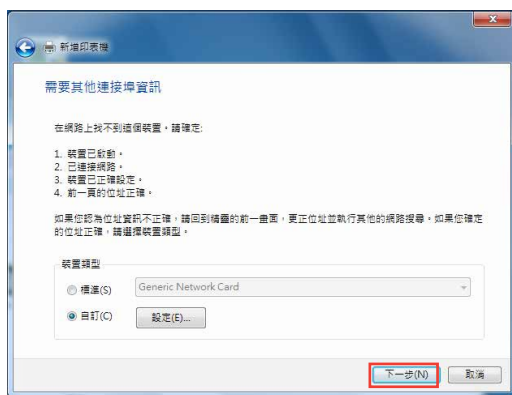 新增印表機
需要其他連接埠資訊
在網路上找不到這個裝置，請確定:
1. 裝置已啟動。
2. 已連接網路。
3. 裝置已正確設定。
4. 前一頁的位址正確。
如果您認為位址資訊不正確，請回到精靈的前一畫面，更正位址並執行其他的網路搜尋。如果您確定
的位址正確，請選擇裝置類型。
裝置類型
標準(S) Generic Network Card
自訂(C) 設定(E)...
下一步(N) 取消